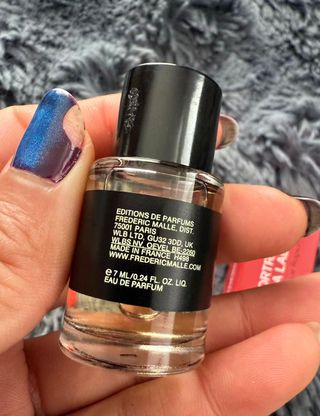 EDITIONS DE PARFUMS
FREDERIC MALLE, DIST.
75001 PARIS
WLB LTD, GU32 3DD, UK
WLBS NV, OEVEL BE-2260
MADE IN FRANCE H498
WWW.FREDERICMALLE.COM
e 7 ML/0.24 FL. OZ. LIQ.
EAU DE PARFUM